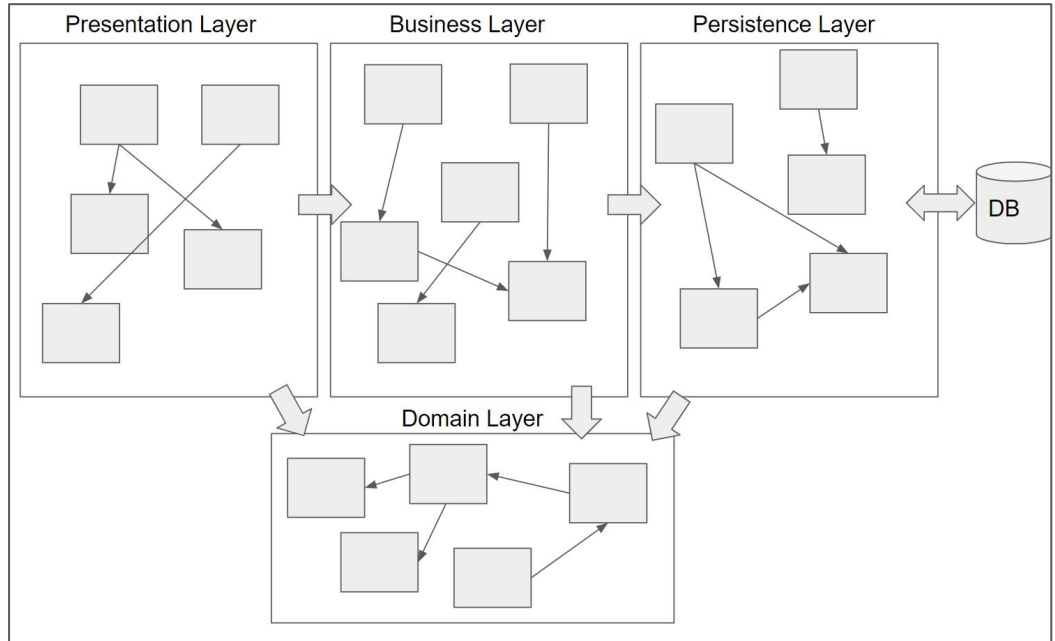 Presentation Layer
Business Layer
Persistence Layer
DB
Domain Layer